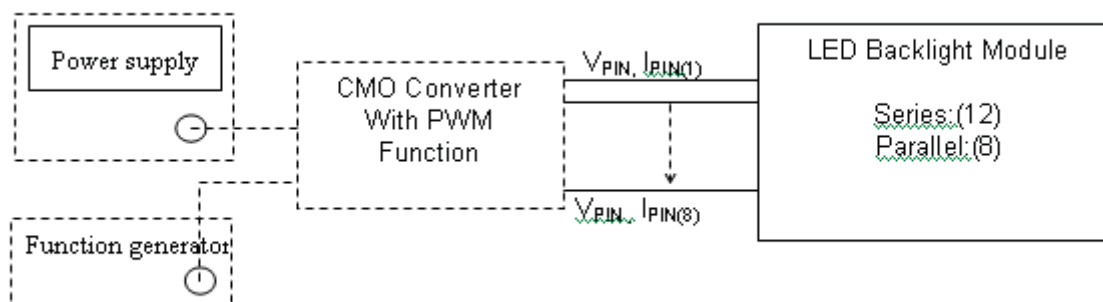 Power supply
CMO Converter
With PWM
Function
VPIN, IPIN(1)
VPIN, IPIN(8)
LED Backlight Module
Series:(12)
Parallel:(8)
Function generator